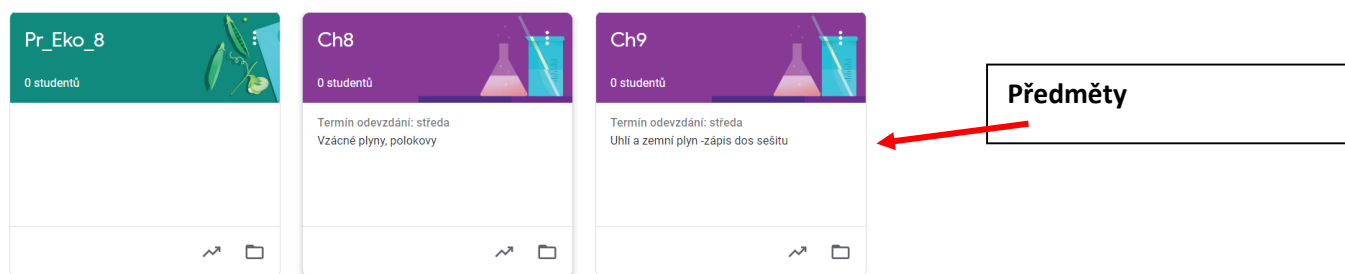 Pr_Eko_8
0 studentů
Ch8
0 studentů
Termín odevzdání: středa
Vzácné plyny, polokovy
Ch9
0 studentů
Termín odevzdání: středa
Uhlí a zemní plyn -zápis dos sešitu
Předměty